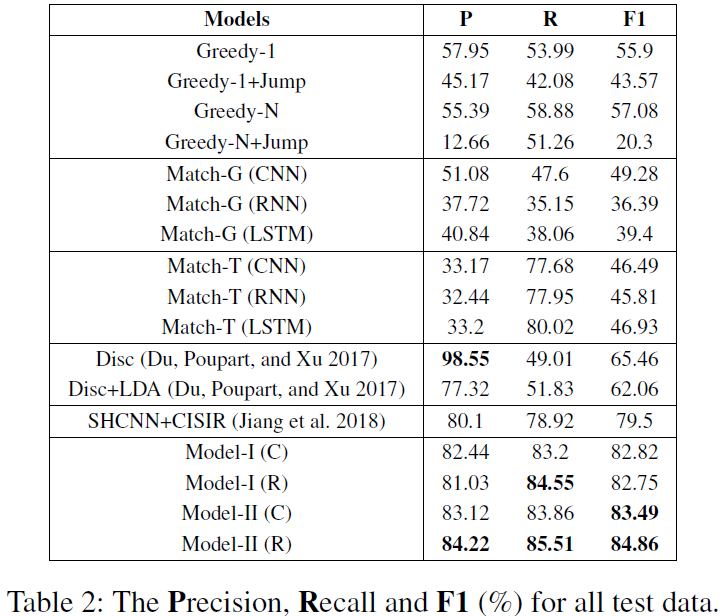 Models P R F1
Greedy-1 57.95 53.99 55.9
Greedy-1+Jump 45.17 42.08 43.57
Greedy-N 55.39 58.88 57.08
Greedy-N+Jump 12.66 51.26 20.3
Match-G (CNN) 51.08 47.6 49.28
Match-G (RNN) 37.72 35.15 36.39
Match-G (LSTM) 40.84 38.06 39.4
Match-T (CNN) 33.17 77.68 46.49
Match-T (RNN) 32.44 77.95 45.81
Match-T (LSTM) 33.2 80.02 46.93
Disc (Du, Poupart, and Xu 2017) 98.55 49.01 65.46
Disc+LDA (Du, Poupart, and Xu 2017) 77.32 51.83 62.06
SHCNN+CISIR (Jiang et al. 2018) 80.1 78.92 79.5
Model-I (C) 82.44 83.2 82.82
Model-I (R) 81.03 84.55 82.75
Model-II (C) 83.12 83.86 83.49
Model-II (R) 84.22 85.51 84.86
Table 2: The Precision, Recall and F1 (%) for all test data.